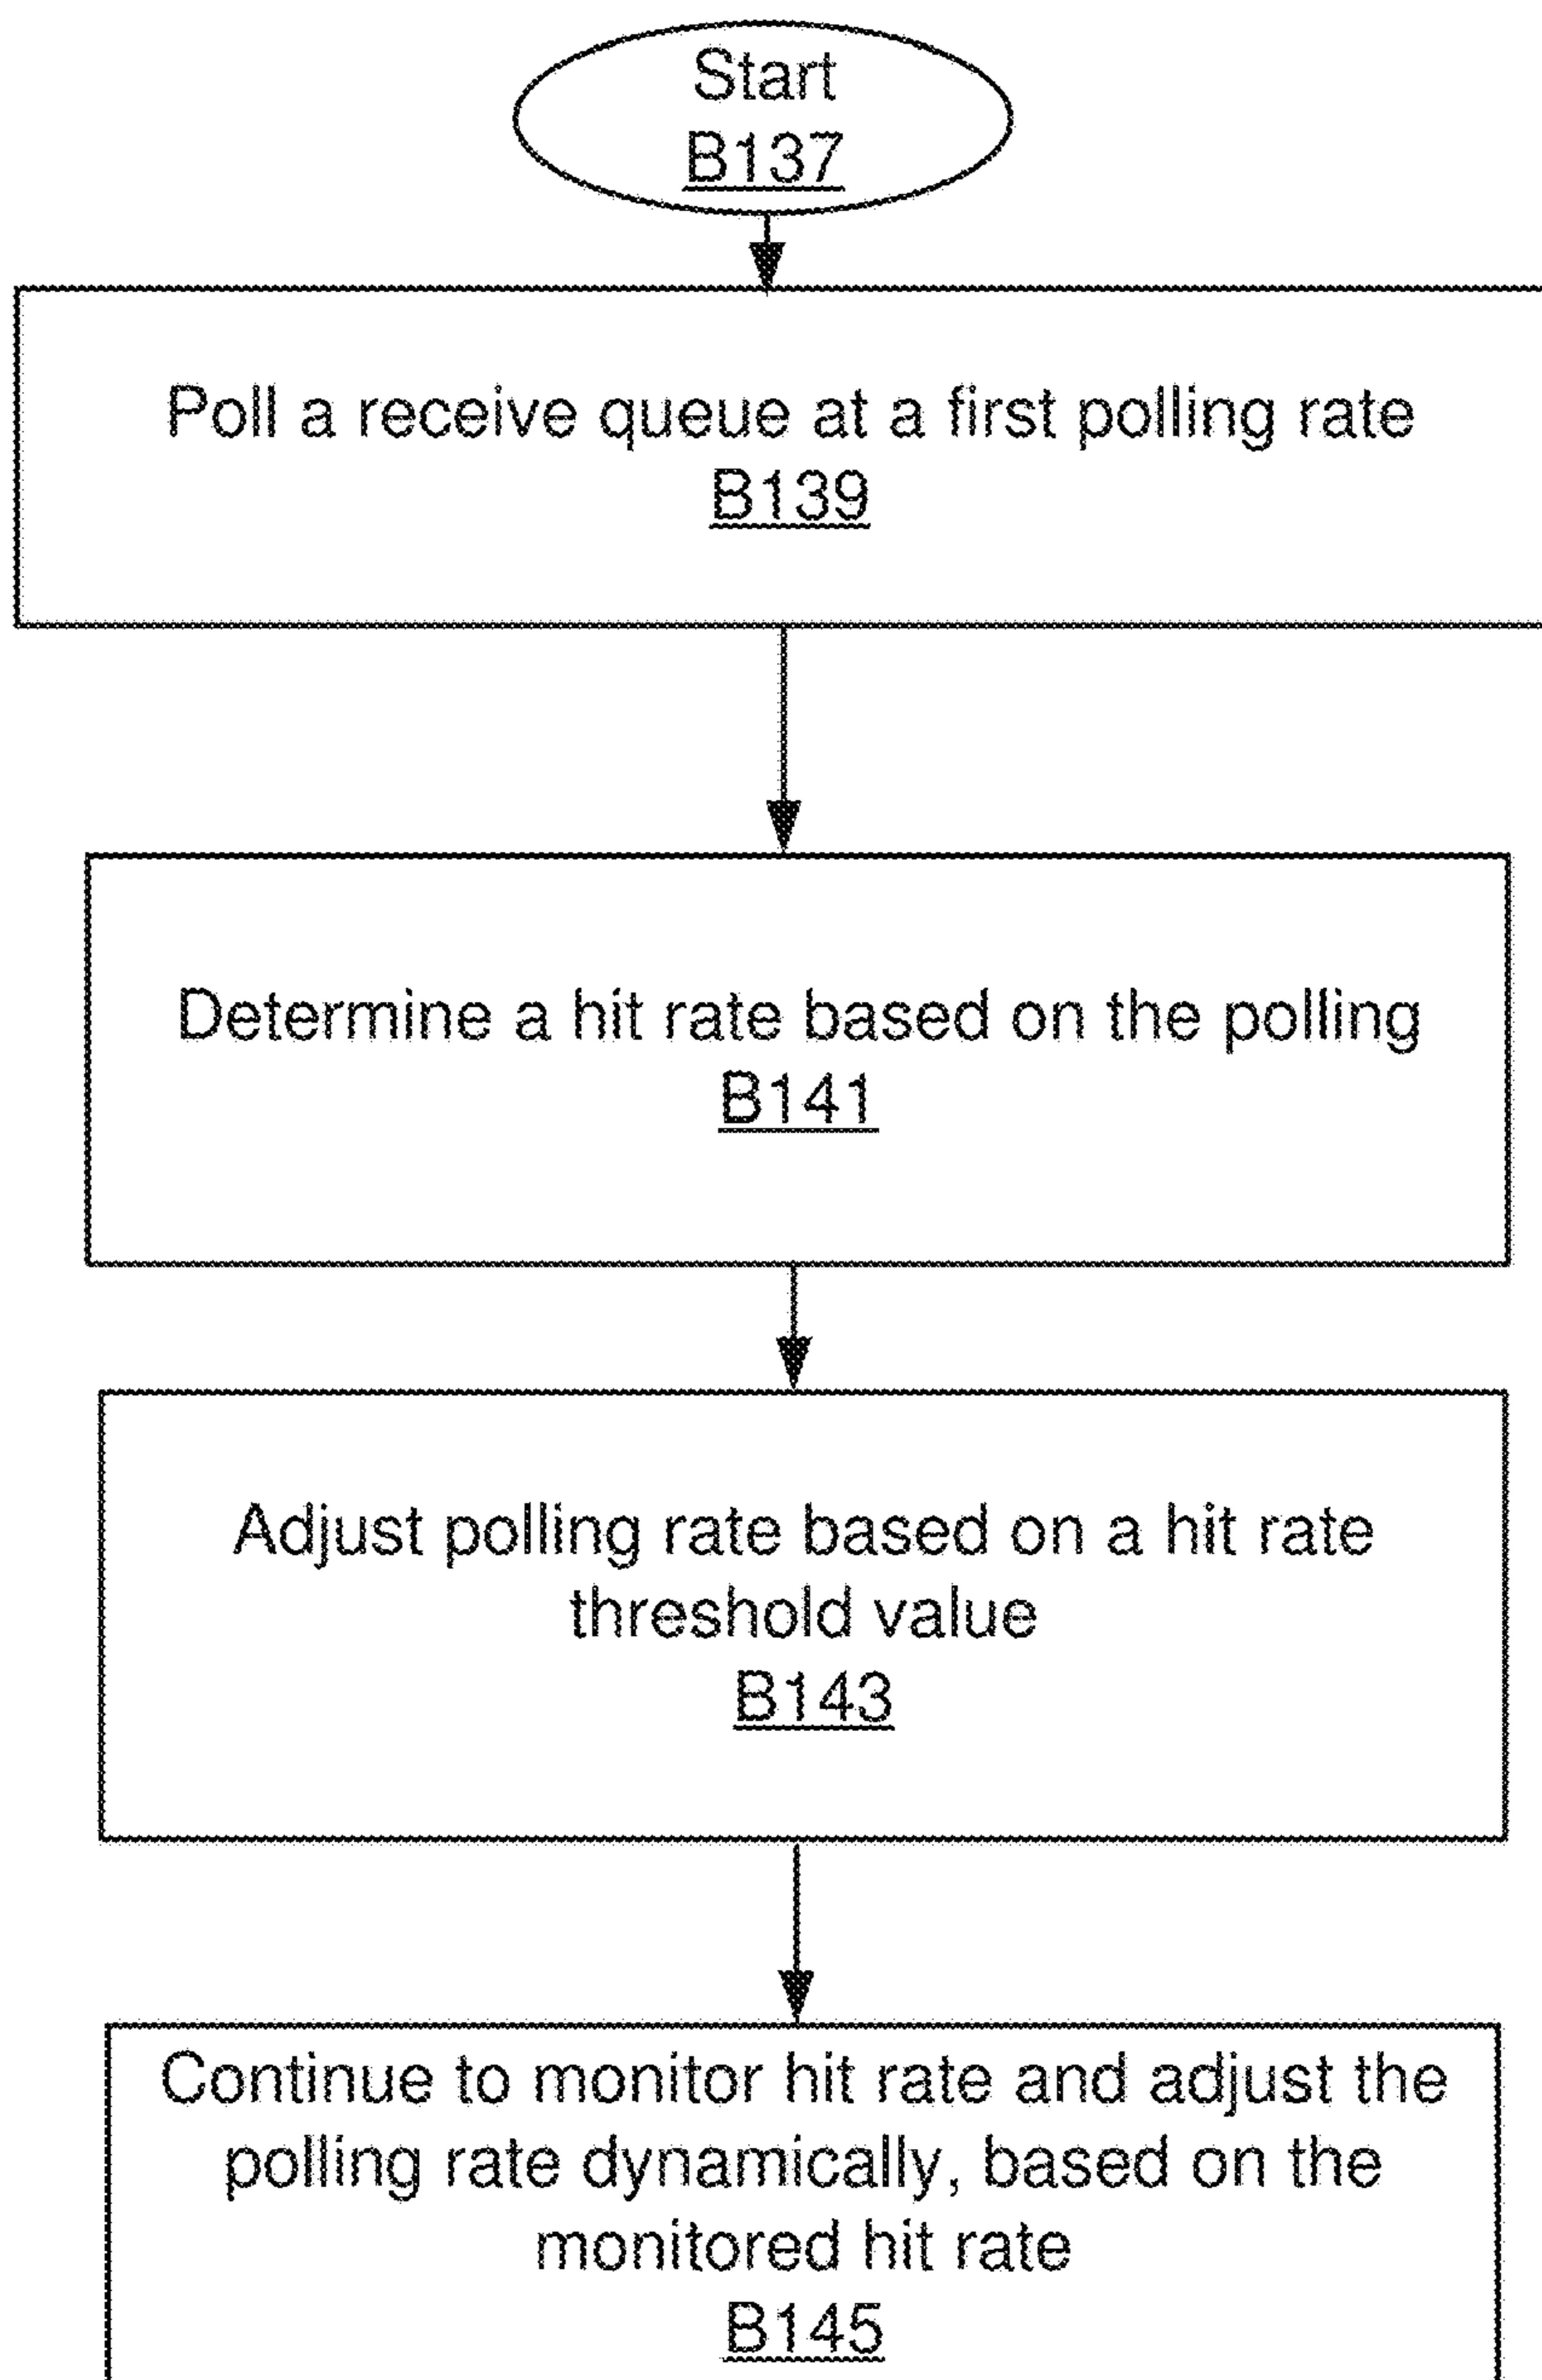 Start
B137
Poll a receive queue at a first polling rate
B139
Determine a hit rate based on the polling
B141
Adjust polling rate based on a hit rate
threshold value
B143
Continue to monitor hit rate and adjust the
polling rate dynamically, based on the
monitored hit rate
B145